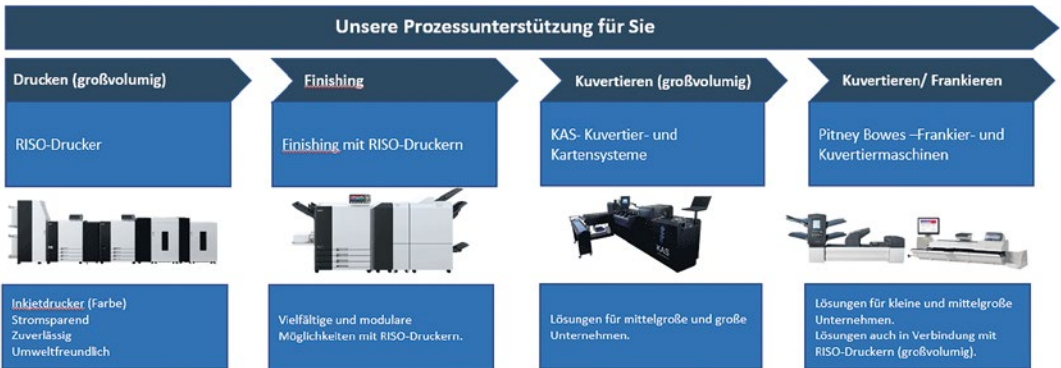 Unsere Prozessunterstützung für Sie
Drucken (großvolumig)
RISO-Drucker
Inkjetdrucker (Farbe)
Stromsparend
Zuverlässig
Umweltfreundlich
Finishing
Finishing mit RISO-Druckern
Vielfältige und modulare
Möglichkeiten mit RISO-Druckern.
Kuvertieren (großvolumig)
KAS- Kuvertier- und
Kartensysteme
KAS
Lösungen für mittelgroße und große
Unternehmen.
Kuvertieren/ Frankieren
Pitney Bowes –Frankier- und
Kuvertiermaschinen
Lösungen für kleine und mittelgroße
Unternehmen.
Lösungen auch in Verbindung mit
RISO-Druckern (großvolumig).